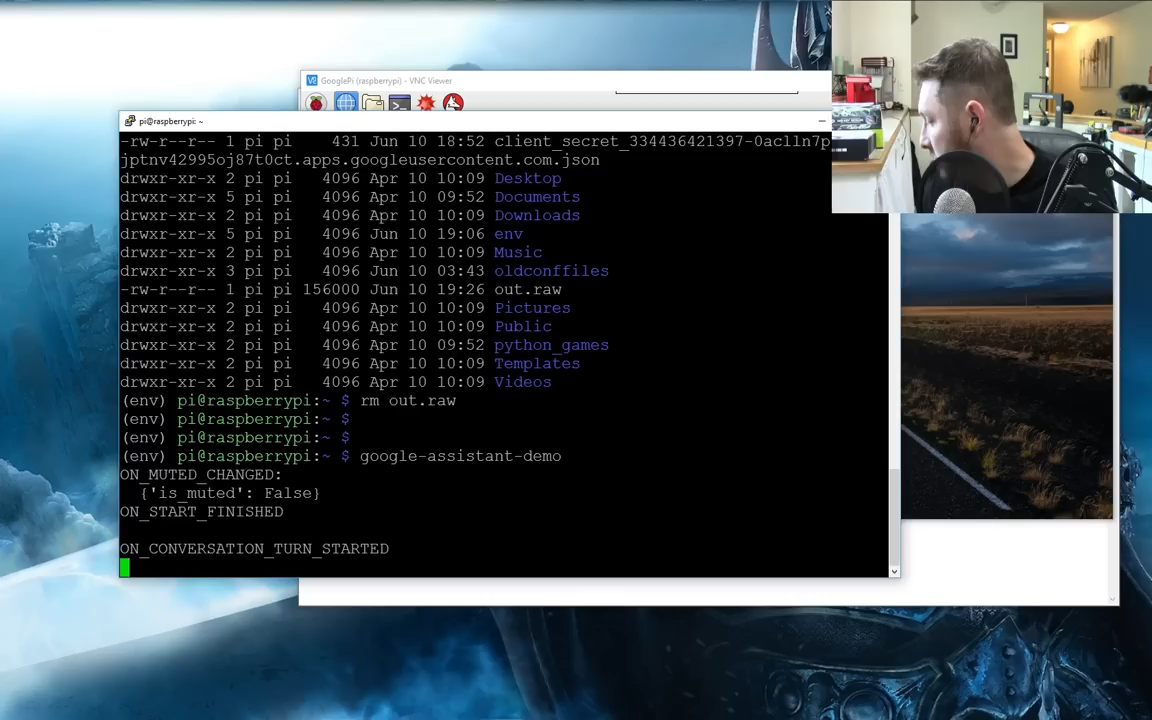 GooglePi (raspberrypi) - VNC Viewer
pi@raspberrypi: ~
-rw-r--r-- 1 pi pi    431 Jun 10 18:52 client_secret_334436421397-0aclln7p
jptnv42995oj87t0ct.apps.googleusercontent.com.json
drwxr-xr-x 2 pi pi   4096 Apr 10 10:09 Desktop
drwxr-xr-x 5 pi pi   4096 Apr 10 09:52 Documents
drwxr-xr-x 2 pi pi   4096 Apr 10 10:09 Downloads
drwxr-xr-x 5 pi pi   4096 Jun 10 19:06 env
drwxr-xr-x 2 pi pi   4096 Apr 10 10:09 Music
drwxr-xr-x 3 pi pi   4096 Jun 10 03:43 oldconffiles
-rw-r--r-- 1 pi pi 156000 Jun 10 19:26 out.raw
drwxr-xr-x 2 pi pi   4096 Apr 10 10:09 Pictures
drwxr-xr-x 2 pi pi   4096 Apr 10 10:09 Public
drwxr-xr-x 2 pi pi   4096 Apr 10 09:52 python_games
drwxr-xr-x 2 pi pi   4096 Apr 10 10:09 Templates
drwxr-xr-x 2 pi pi   4096 Apr 10 10:09 Videos
(env) pi@raspberrypi:~ $ rm out.raw
(env) pi@raspberrypi:~ $
(env) pi@raspberrypi:~ $
(env) pi@raspberrypi:~ $ google-assistant-demo
ON_MUTED_CHANGED:
  {'is_muted': False}
ON_START_FINISHED
ON_CONVERSATION_TURN_STARTED